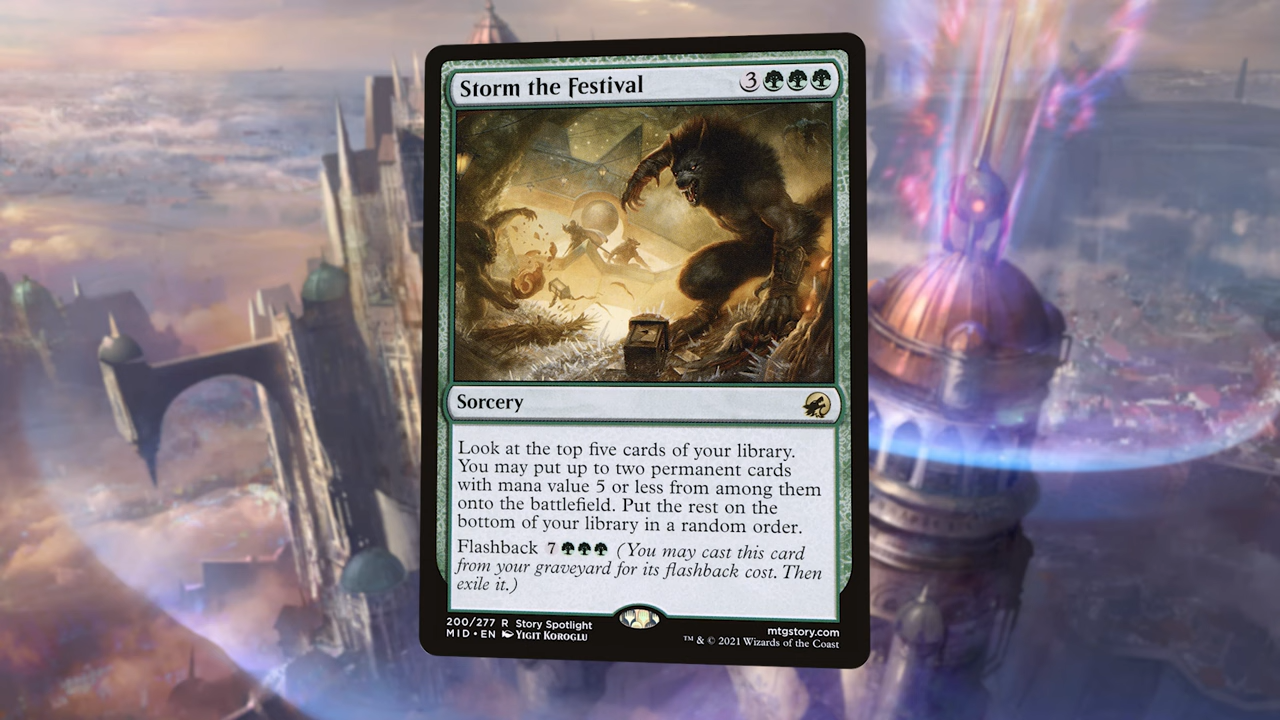 Storm the Festival 3
Sorcery
Look at the top five cards of your library.
You may put up to two permanent cards
with mana value 5 or less from among them
onto the battlefield. Put the rest on the
bottom of your library in a random order.
Flashback 7 (You may cast this card
from your graveyard for its flashback cost. Then
exile it.)
200/277 R Story Spotlight
MID • EN YIGIT KOROGLU
mtgstory.com
™ & © 2021 Wizards of the Coast